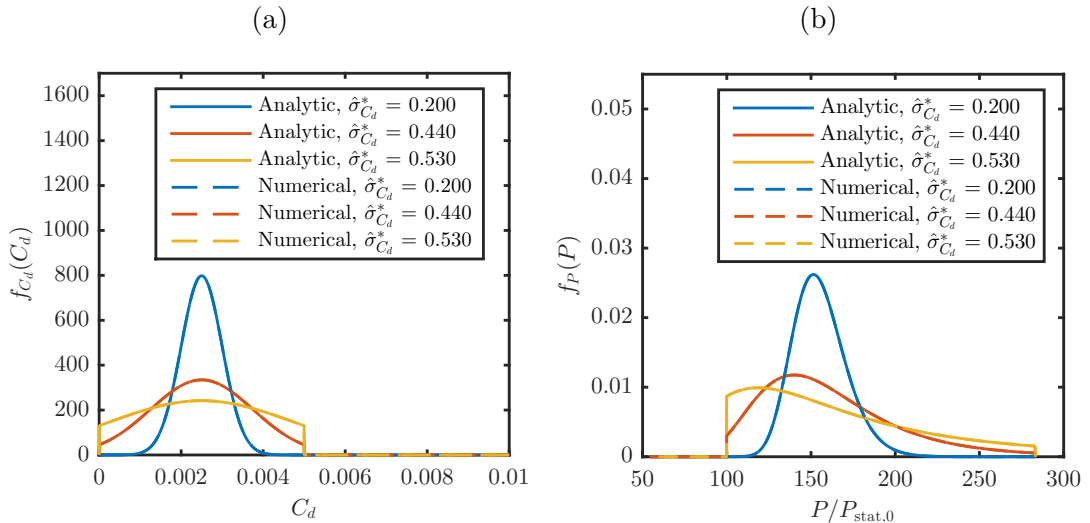 (a)
1600
1400
1200
1000
800
600
400
200
0
f_{C_d}(C_d)
0 0.002 0.004 0.006 0.008 0.01
C_d
Analytic, σ̂*_{C_d} = 0.200
Analytic, σ̂*_{C_d} = 0.440
Analytic, σ̂*_{C_d} = 0.530
Numerical, σ̂*_{C_d} = 0.200
Numerical, σ̂*_{C_d} = 0.440
Numerical, σ̂*_{C_d} = 0.530
(b)
0.05
0.04
0.03
0.02
0.01
0
f_P(P)
50 100 150 200 250 300
P/P_{stat,0}
Analytic, σ̂*_{C_d} = 0.200
Analytic, σ̂*_{C_d} = 0.440
Analytic, σ̂*_{C_d} = 0.530
Numerical, σ̂*_{C_d} = 0.200
Numerical, σ̂*_{C_d} = 0.440
Numerical, σ̂*_{C_d} = 0.530